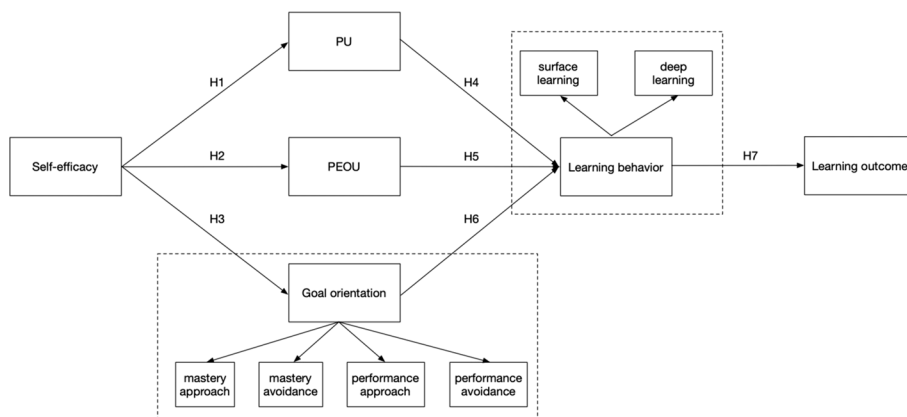 PU
surface
learning
deep
learning
H1
H4
Self-efficacy
H2
PEOU
H5
Learning behavior
H7
Learning outcome
H3
H6
Goal orientation
mastery
approach
mastery
avoidance
performance
approach
performance
avoidance